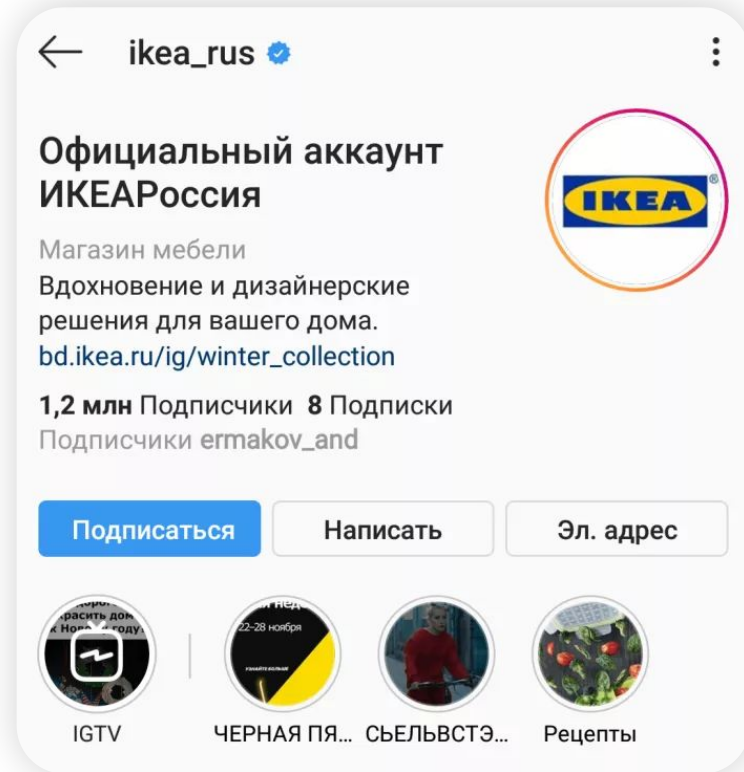 ikea_rus
Официальный аккаунт
ИКЕАРоссия
IKEA
®
Магазин мебели
Вдохновение и дизайнерские
решения для вашего дома.
bd.ikea.ru/ig/winter_collection
1,2 млн Подписчики 8 Подписки
Подписчики ermakov_and
Подписаться
Написать
Эл. адрес
22–28 ноября
IGTV
ЧЕРНАЯ ПЯ...
СЬЕЛЬВСТЭ...
Рецепты